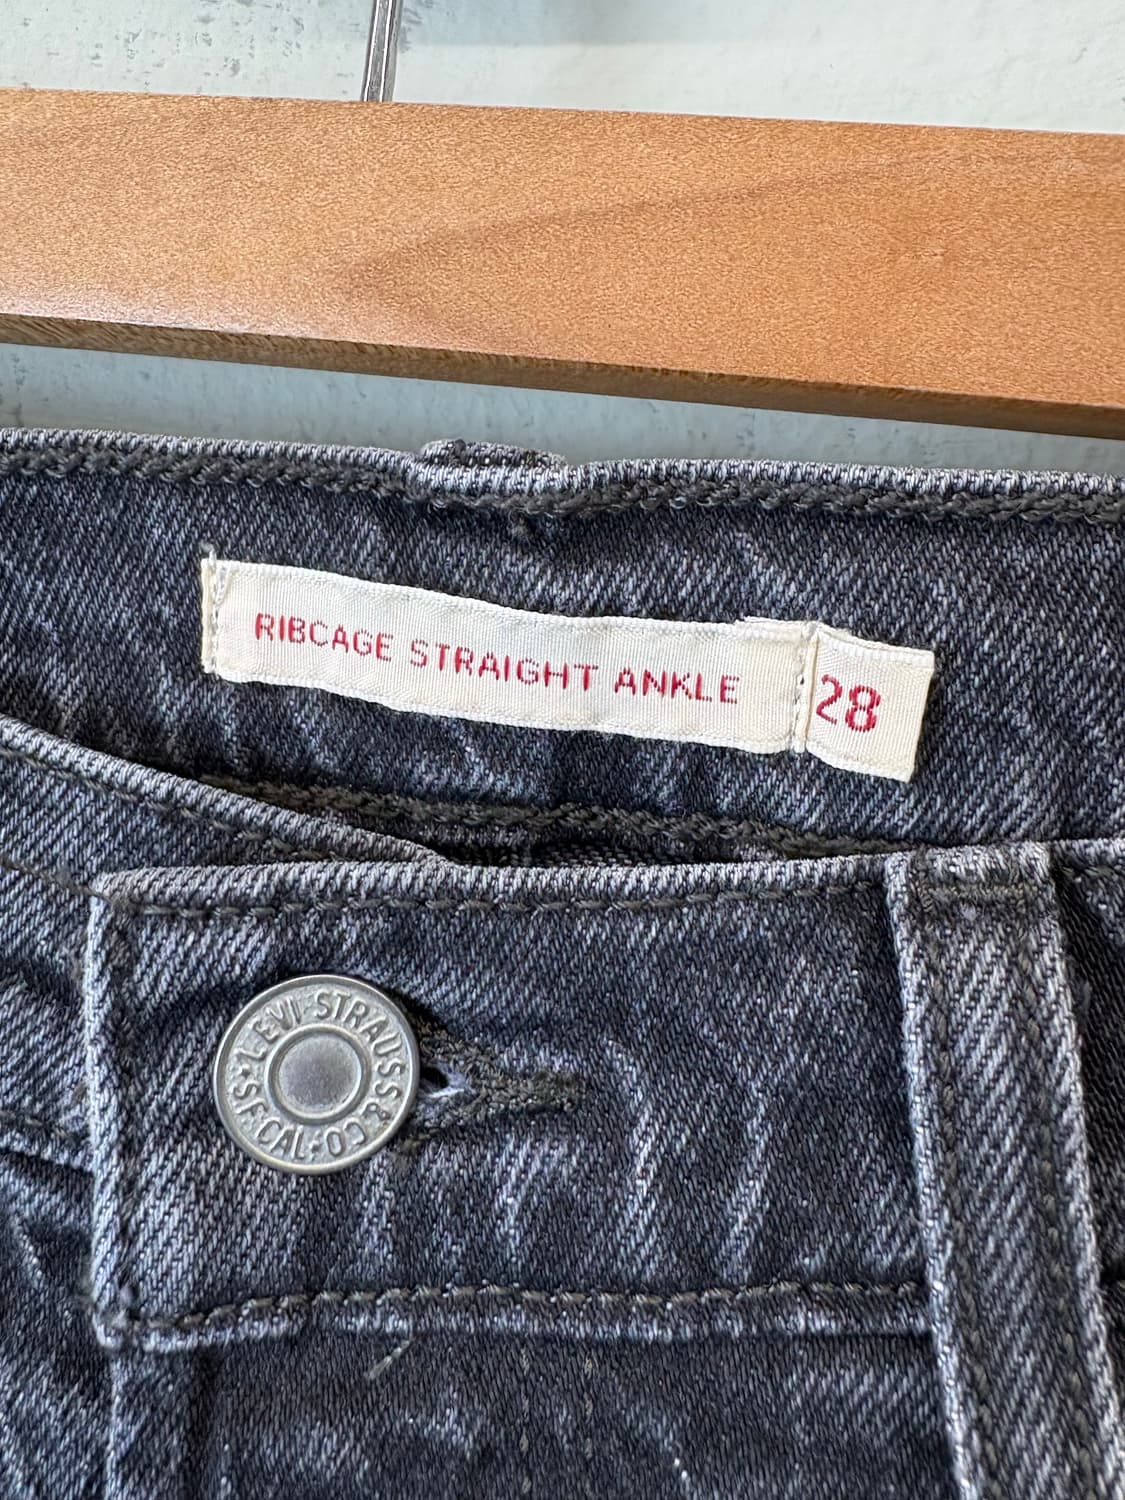 RIBCAGE STRAIGHT ANKLE
28
LEVI STRAUSS & CO
S.F. CAL.